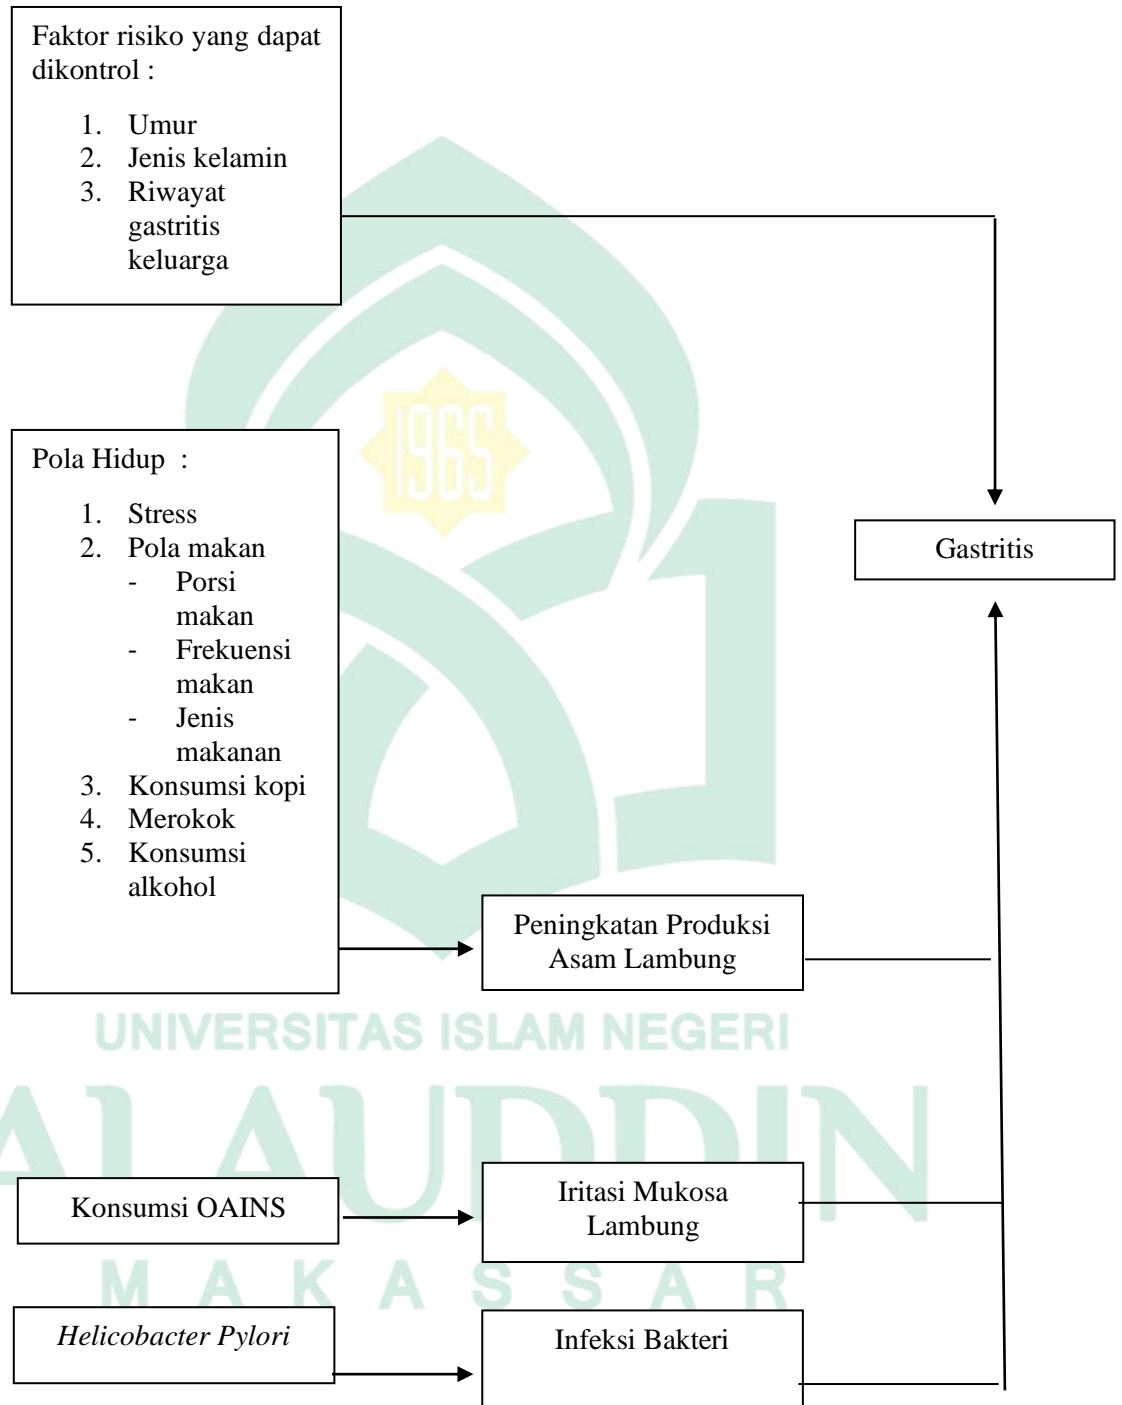 Faktor risiko yang dapat
dikontrol :
1. Umur
2. Jenis kelamin
3. Riwayat
gastritis
keluarga
1965
Pola Hidup :
1. Stress
2. Pola makan
- Porsi
makan
- Frekuensi
makan
- Jenis
makanan
3. Konsumsi kopi
4. Merokok
5. Konsumsi
alkohol
Gastritis
Peningkatan Produksi
Asam Lambung
UNIVERSITAS ISLAM NEGERI
ALAUDDIN
Konsumsi OAINS
Iritasi Mukosa
Lambung
MAKASSAR
Helicobacter Pylori
Infeksi Bakteri